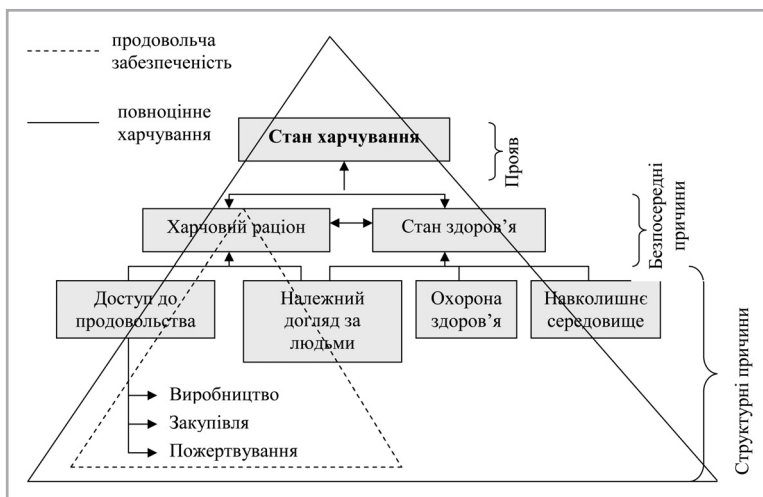 продовольча
забезпеченість
повноцінне
харчування
Стан харчування
Прояв
Харчовий раціон
Стан здоров’я
Безпосередні
причини
Доступ до
продовольства
Належний
догляд за
людьми
Охорона
здоров’я
Навколишнє
середовище
Виробництво
Закупівля
Пожертвування
Структурні причини